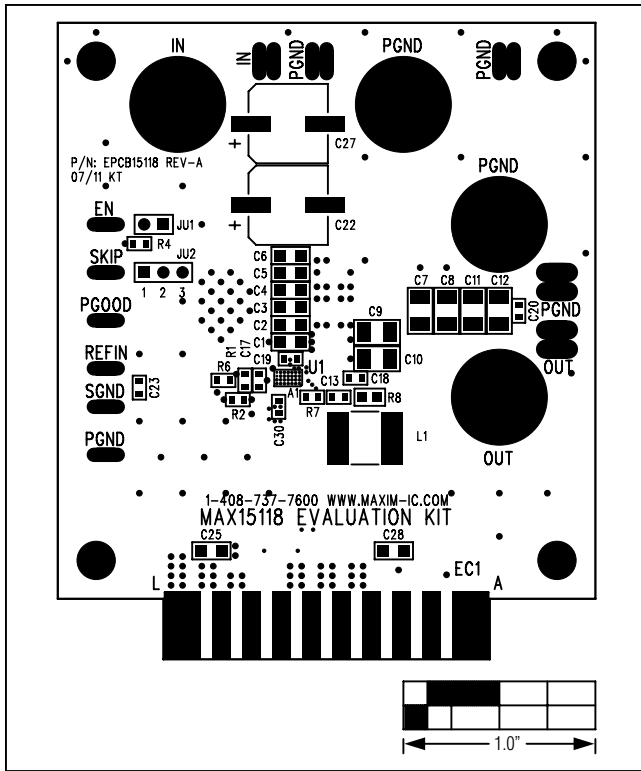 IN
IN
PGND
PGND
PGND
+
C27
P/N: EPCB15118 REV-A
07/11 KT
PGND
EN
JU1
R4
+
C22
SKIP
JU2
1 2 3
C6
C5
C4
C3
C2
C1
C7
C8
C11
C12
C20
PGND
PGOOD
C9
REFIN
R1
C17
C19
U1
C10
OUT
SGND
C23
R6
A1
C18
R2
C30
R7
C13
R8
PGND
L1
OUT
1-408-737-7600 WWW.MAXIM-IC.COM
MAX15118 EVALUATION KIT
C25
C28
L
EC1
A
1.0"